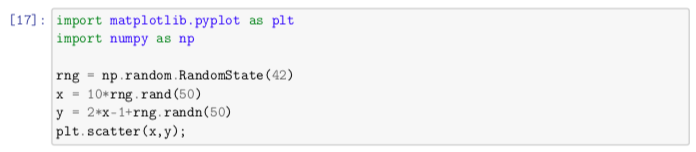 [17]: import matplotlib.pyplot as plt
import numpy as np
rng = np.random.RandomState(42)
x = 10*rng.rand(50)
y = 2*x-1+rng.randn(50)
plt.scatter(x,y);